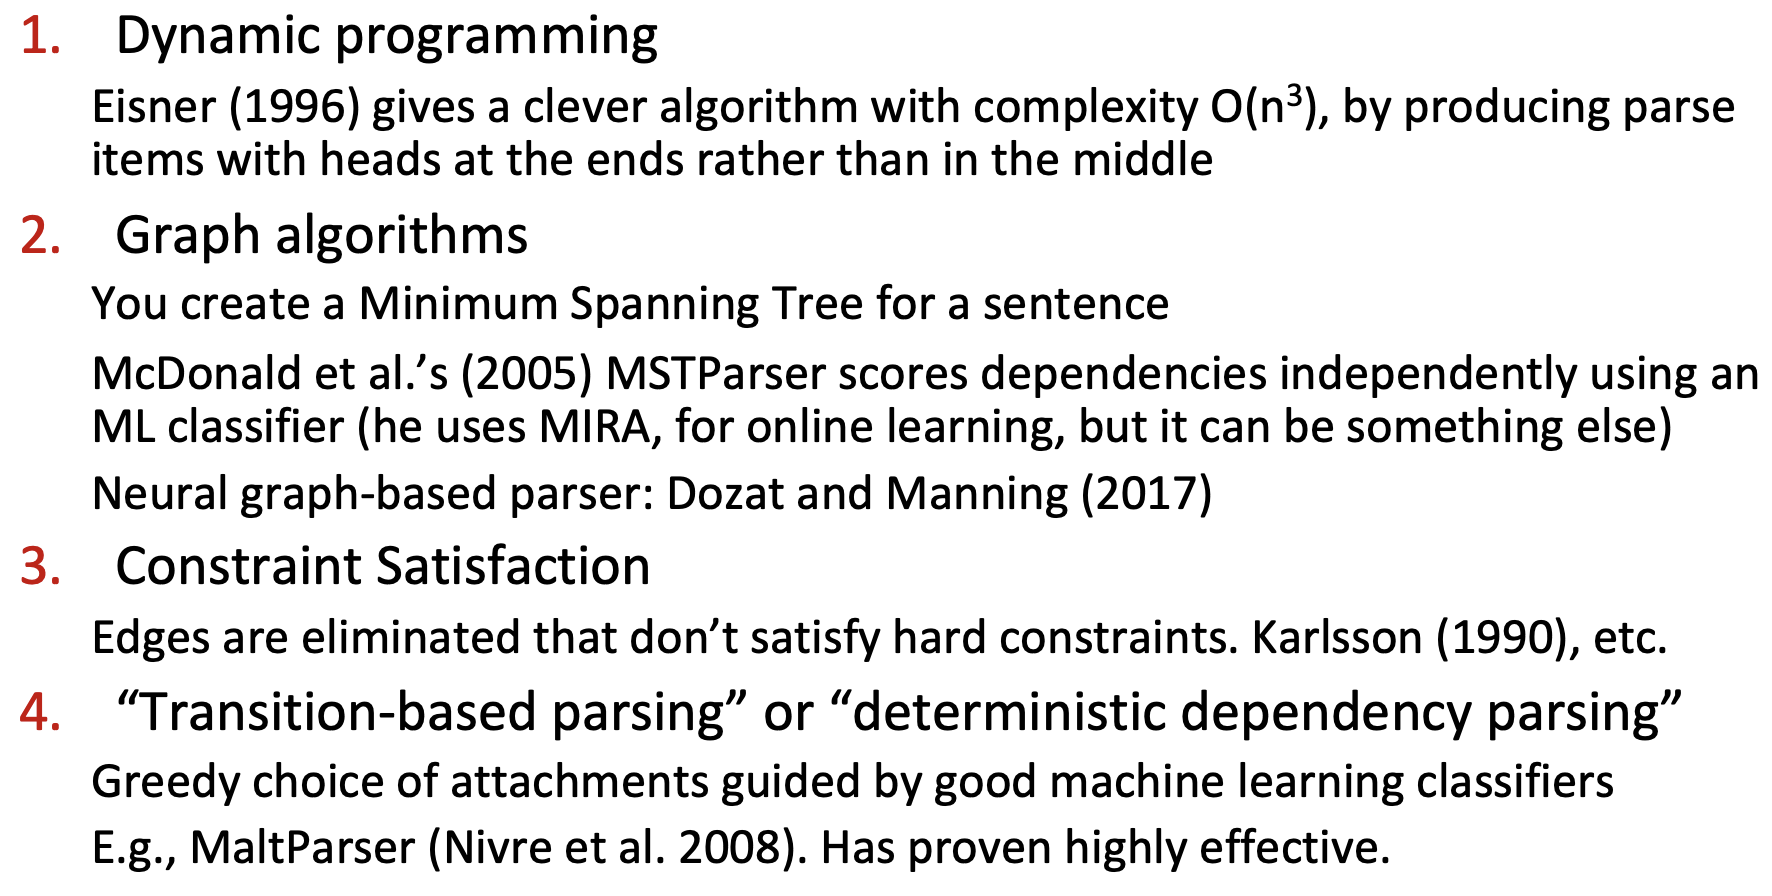 1. Dynamic programming
Eisner (1996) gives a clever algorithm with complexity O(n³), by producing parse
items with heads at the ends rather than in the middle
2. Graph algorithms
You create a Minimum Spanning Tree for a sentence
McDonald et al.’s (2005) MSTParser scores dependencies independently using an
ML classifier (he uses MIRA, for online learning, but it can be something else)
Neural graph-based parser: Dozat and Manning (2017)
3. Constraint Satisfaction
Edges are eliminated that don’t satisfy hard constraints. Karlsson (1990), etc.
4. “Transition-based parsing” or “deterministic dependency parsing”
Greedy choice of attachments guided by good machine learning classifiers
E.g., MaltParser (Nivre et al. 2008). Has proven highly effective.